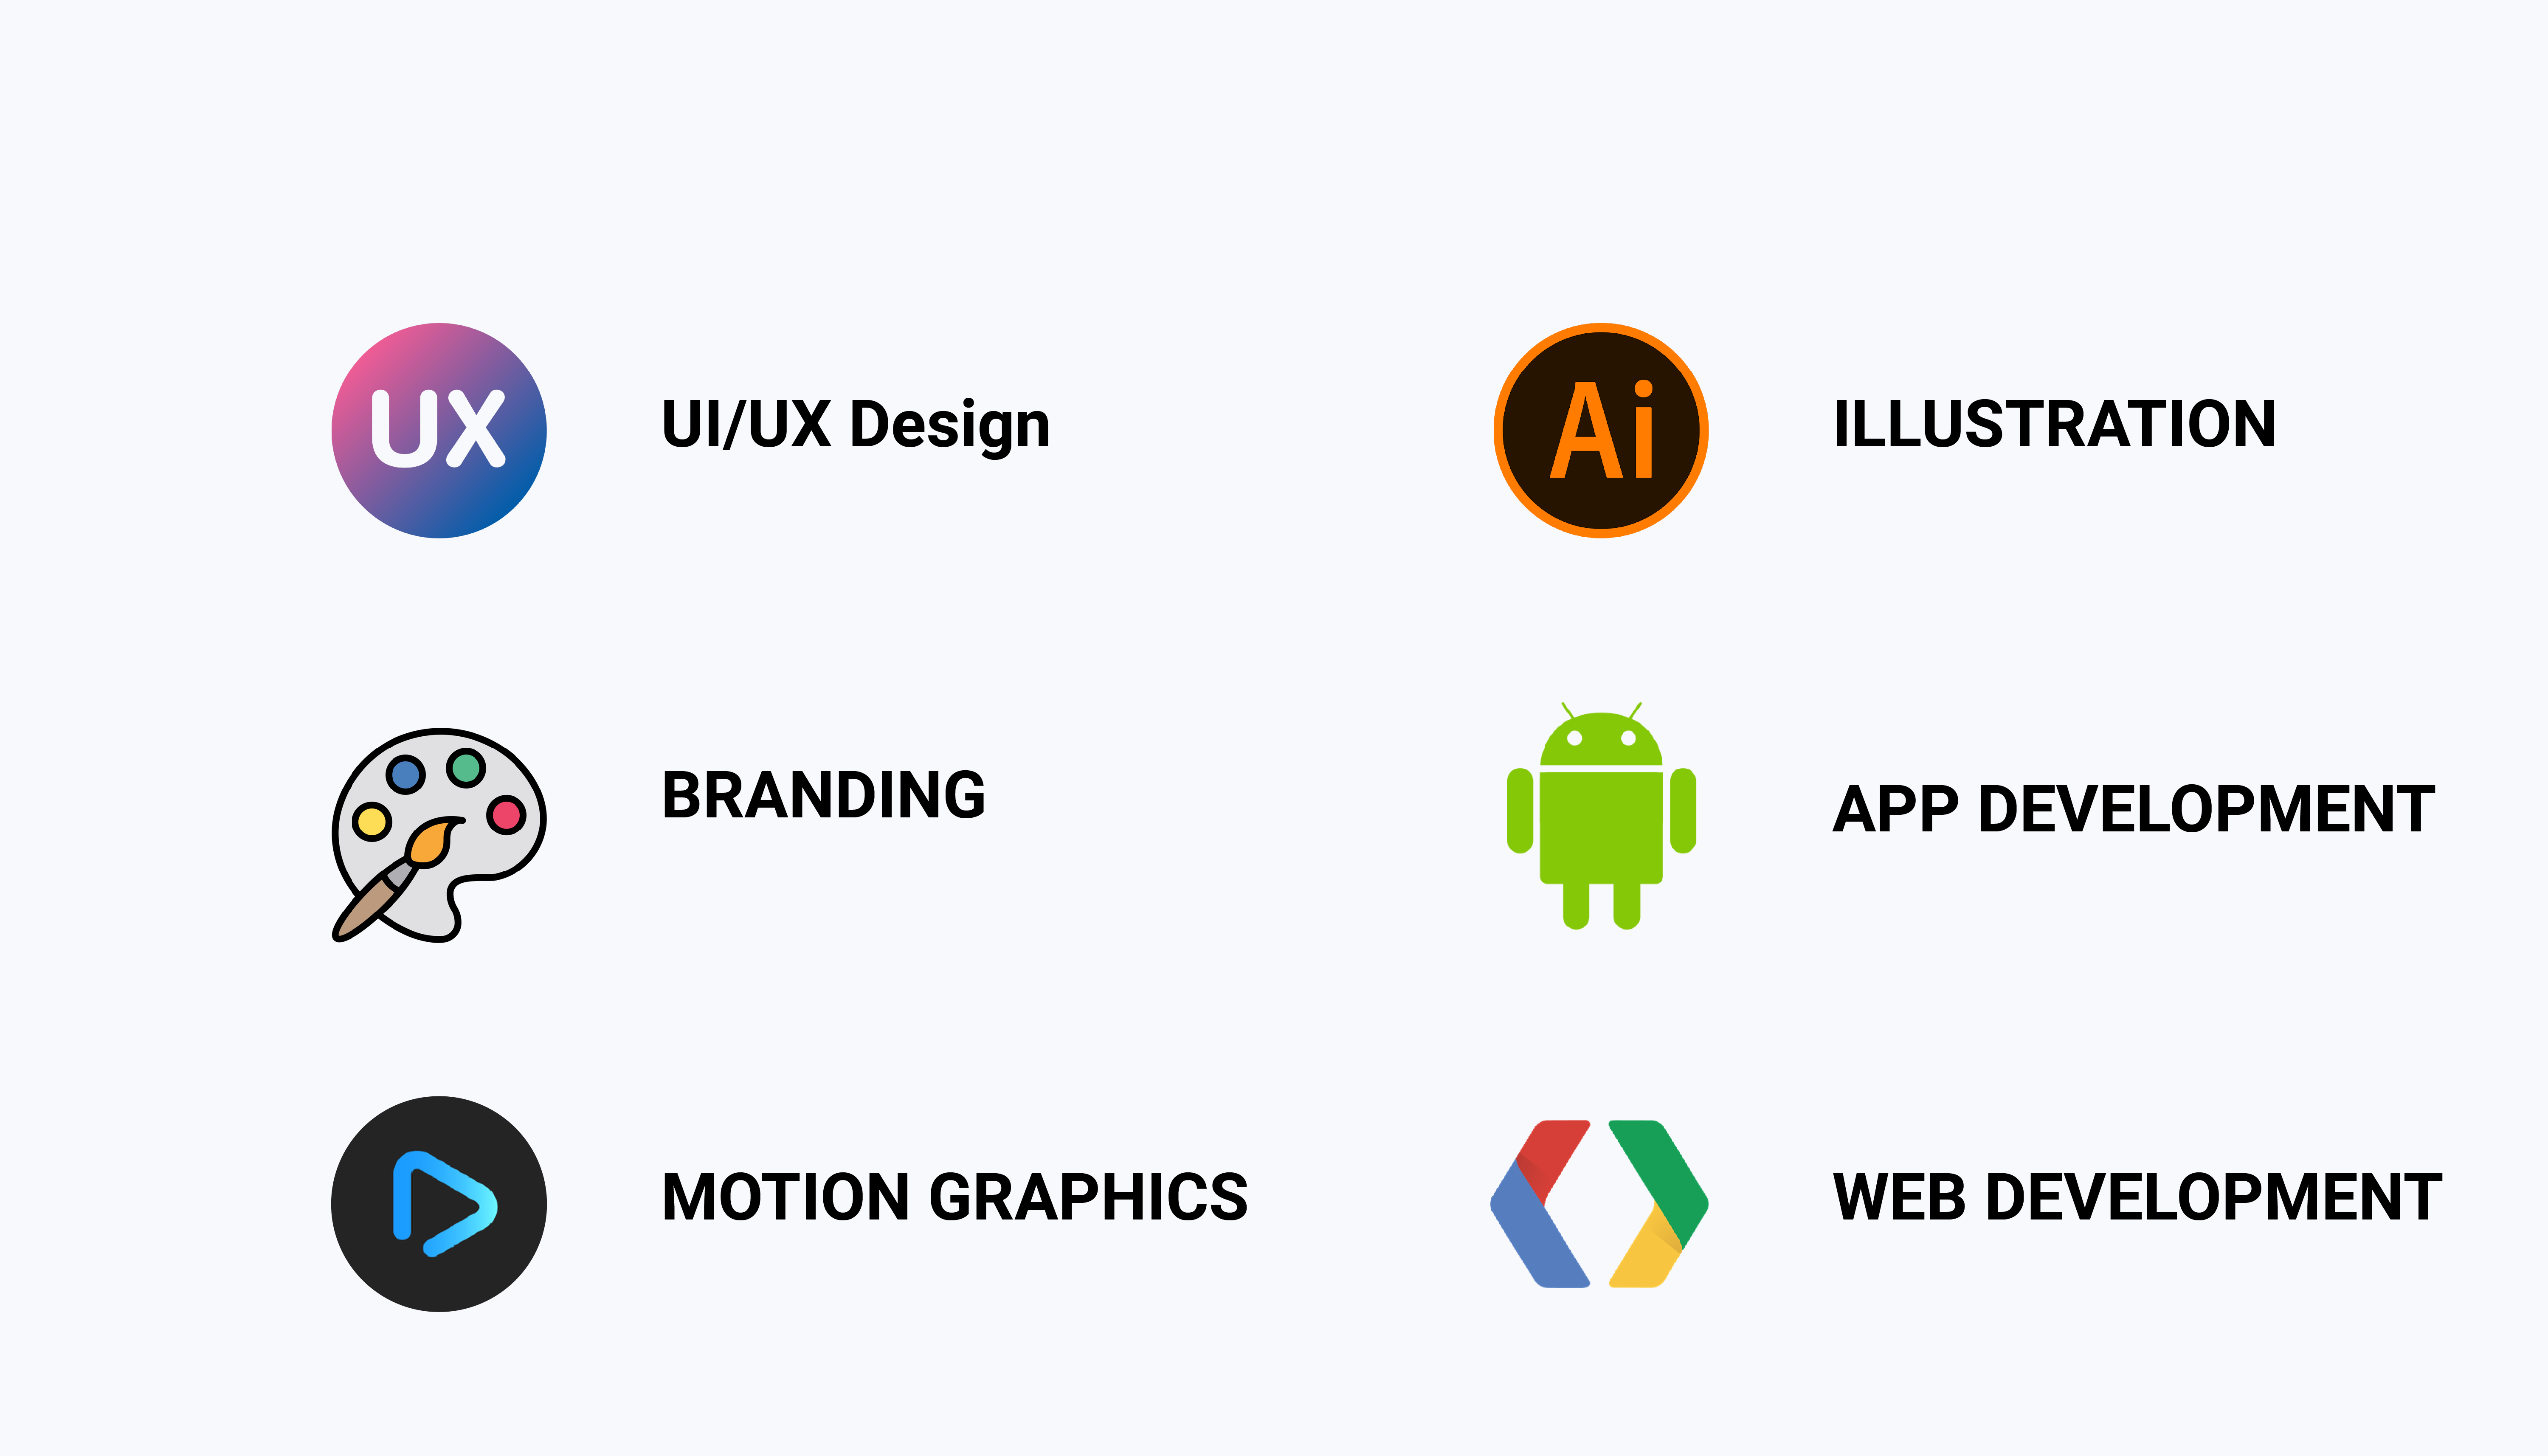 UX
UI/UX Design
Ai
ILLUSTRATION
BRANDING
APP DEVELOPMENT
MOTION GRAPHICS
WEB DEVELOPMENT